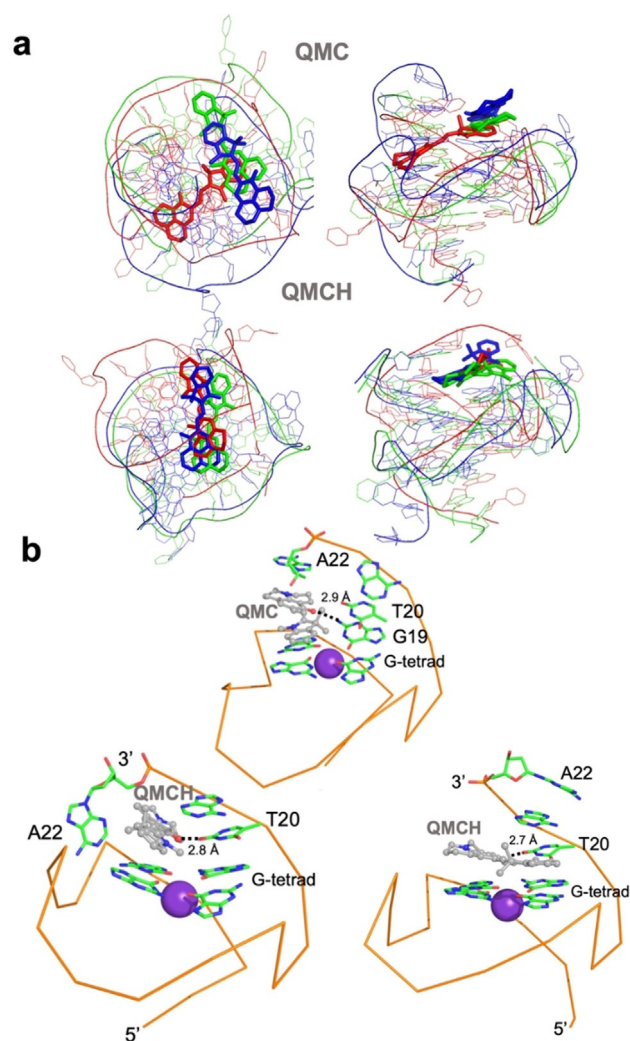 a
QMC
QMCH
b
A22
QMC
2.9 Å
T20
G19
G-tetrad
3’
QMCH
A22
T20
2.8 Å
G-tetrad
5’
3’
A22
QMCH
2.7 Å
T20
G-tetrad
5’